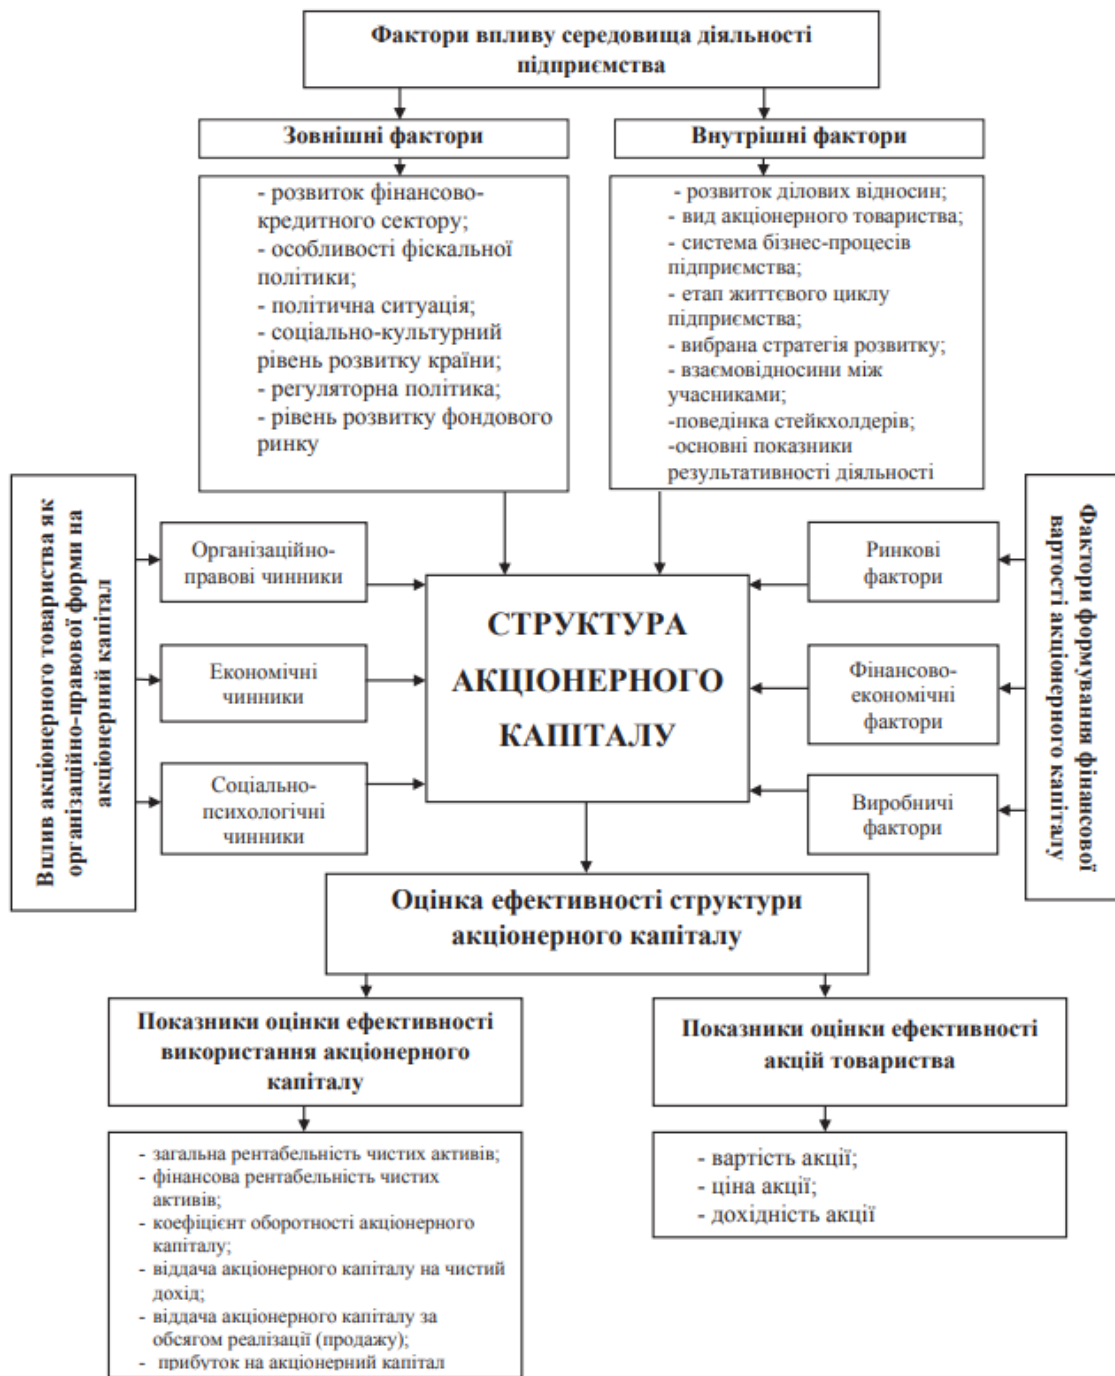 Фактори впливу середовища діяльності
підприємства
Зовнішні фактори
- розвиток фінансово-
кредитного сектору;
- особливості фіскальної
політики;
- політична ситуація;
- соціально-культурний
рівень розвитку країни;
- регуляторна політика;
- рівень розвитку фондового
ринку
Внутрішні фактори
- розвиток ділових відносин;
- вид акціонерного товариства;
- система бізнес-процесів
підприємства;
- етап життєвого циклу
підприємства;
- вибрана стратегія розвитку;
- взаємовідносини між
учасниками;
-поведінка стейкхолдерів;
-основні показники
результативності діяльності
Вплив акціонерного товариства як
організаційно-правової форми на
акціонерний капітал
Організаційно-
правові чинники
Економічні
чинники
Соціально-
психологічні
чинники
СТРУКТУРА
АКЦІОНЕРНОГО
КАПІТАЛУ
Ринкові
фактори
Фінансово-
економічні
фактори
Виробничі
фактори
Фактори формування фінансової
вартості акціонерного капіталу
Оцінка ефективності структури
акціонерного капіталу
Показники оцінки ефективності
використання акціонерного
капіталу
- загальна рентабельність чистих активів;
- фінансова рентабельність чистих
активів;
- коефіцієнт оборотності акціонерного
капіталу;
- віддача акціонерного капіталу на чистий
дохід;
- віддача акціонерного капіталу за
обсягом реалізації (продажу);
- прибуток на акціонерний капітал
Показники оцінки ефективності
акцій товариства
- вартість акції;
- ціна акції;
- дохідність акції